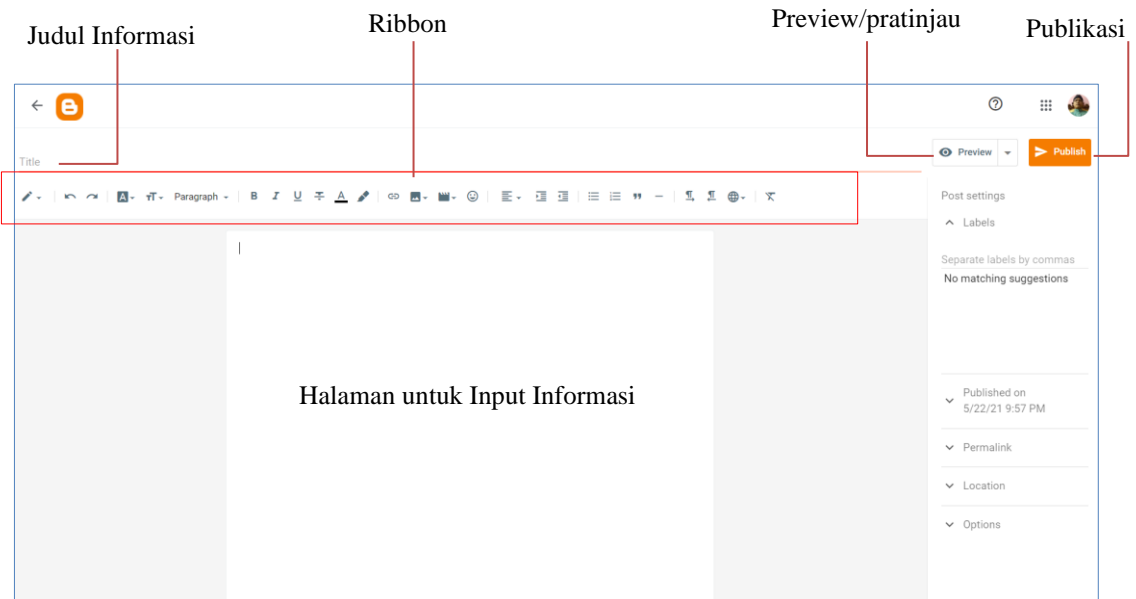 Judul Informasi
Ribbon
Preview/pratinjau
Publikasi
Title
Preview
Publish
Paragraph
B I U T A
Post settings
Labels
Separate labels by commas
No matching suggestions
Halaman untuk Input Informasi
Published on
5/22/21 9:57 PM
Permalink
Location
Options